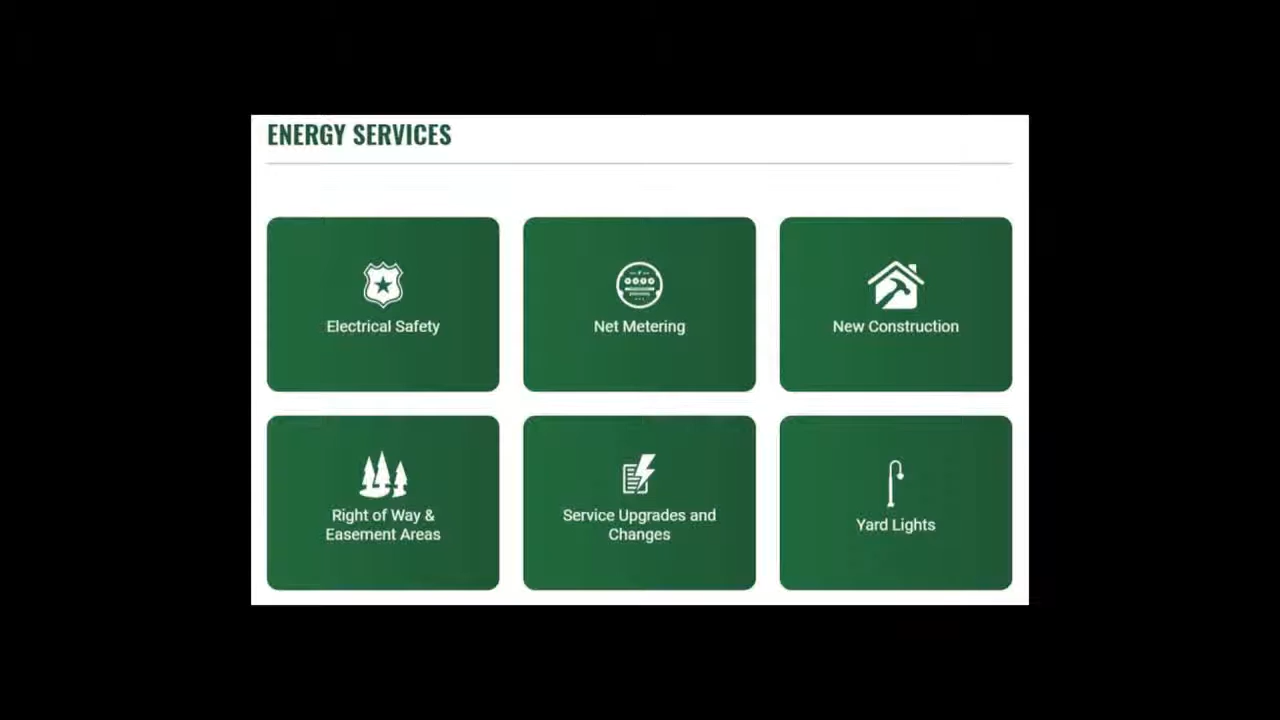 ENERGY SERVICES
Electrical Safety
Net Metering
New Construction
Right of Way &
Easement Areas
Service Upgrades and
Changes
Yard Lights